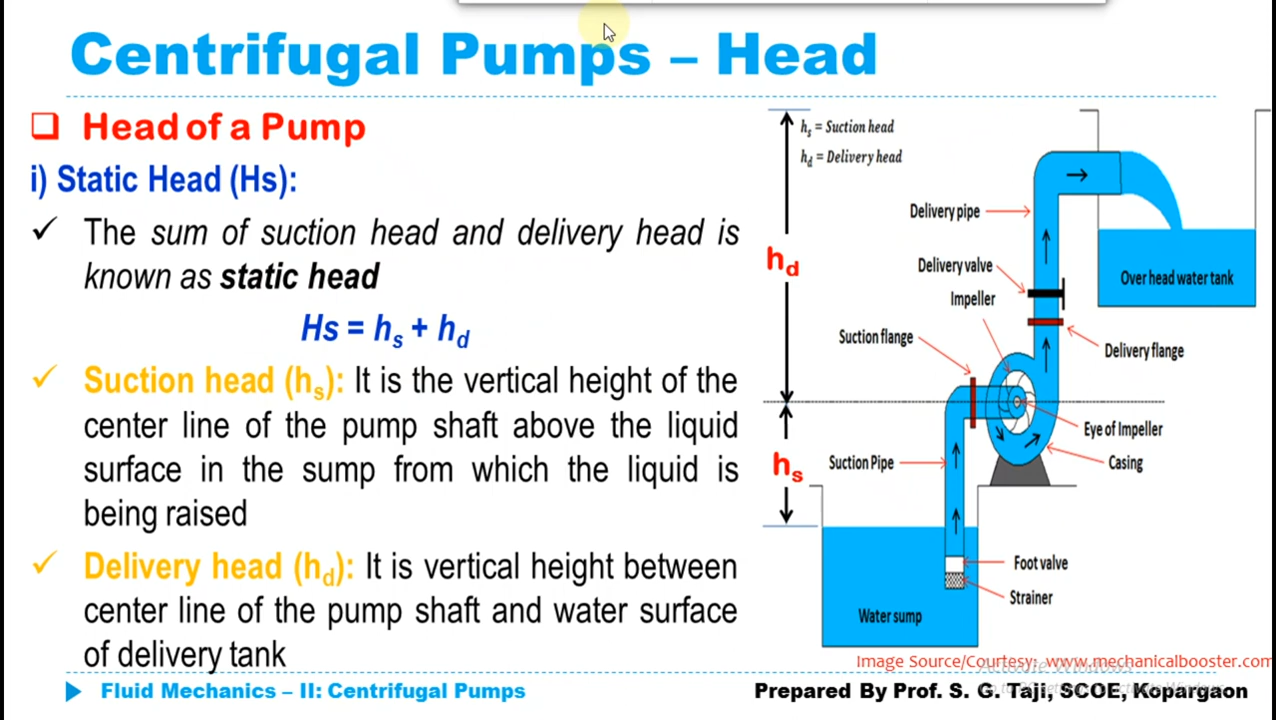 Centrifugal Pumps – Head
❑ Head of a Pump
i) Static Head (Hs):
✓ The sum of suction head and delivery head is
known as static head
Hs = hs + hd
✓ Suction head (hs): It is the vertical height of the
center line of the pump shaft above the liquid
surface in the sump from which the liquid is
being raised
✓ Delivery head (hd): It is vertical height between
center line of the pump shaft and water surface
of delivery tank
hs = Suction head
hd = Delivery head
hd
hs
Delivery pipe
Delivery valve
Impeller
Suction flange
Over head water tank
Delivery flange
Eye of Impeller
Casing
Suction Pipe
Foot valve
Strainer
Water sump
Image Source/Courtesy: www.mechanicalbooster.com
Activate Windows
Fluid Mechanics – II: Centrifugal Pumps
Prepared By Prof. S. G. Taji, SCOE, Kopargaon